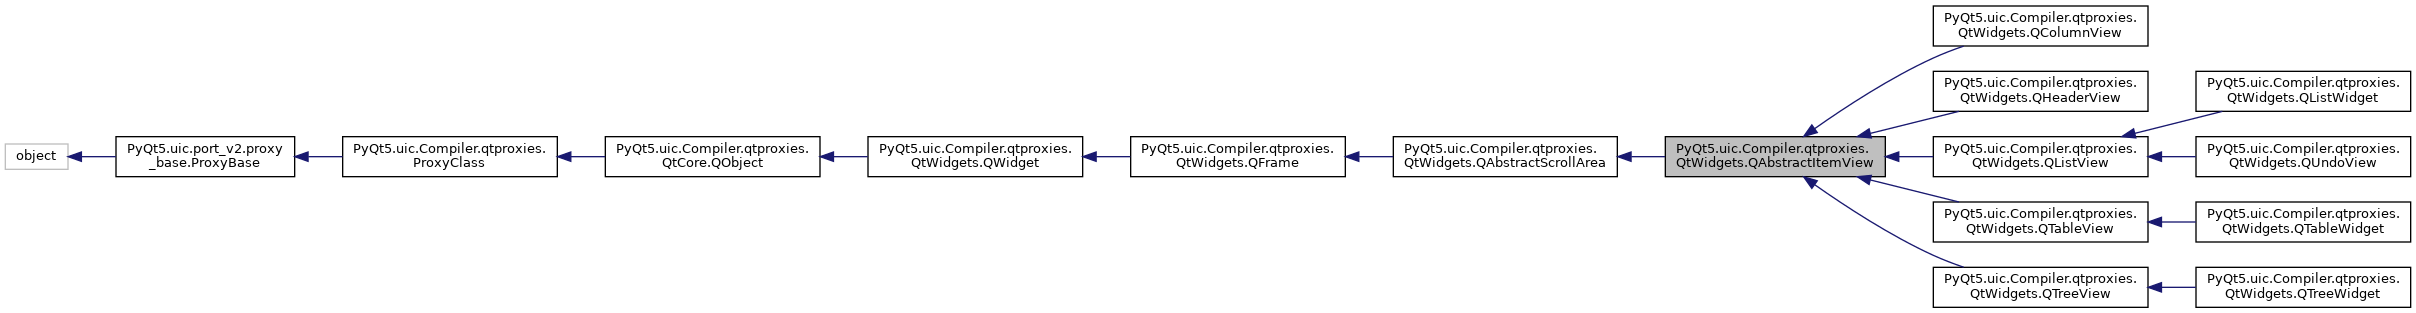 object
PyQt5.uic.port_v2.proxy
_base.ProxyBase
PyQt5.uic.Compiler.qtproxies.
ProxyClass
PyQt5.uic.Compiler.qtproxies.
QtCore.QObject
PyQt5.uic.Compiler.qtproxies.
QtWidgets.QWidget
PyQt5.uic.Compiler.qtproxies.
QtWidgets.QFrame
PyQt5.uic.Compiler.qtproxies.
QtWidgets.QAbstractScrollArea
PyQt5.uic.Compiler.qtproxies.
QtWidgets.QAbstractItemView
PyQt5.uic.Compiler.qtproxies.
QtWidgets.QColumnView
PyQt5.uic.Compiler.qtproxies.
QtWidgets.QHeaderView
PyQt5.uic.Compiler.qtproxies.
QtWidgets.QListView
PyQt5.uic.Compiler.qtproxies.
QtWidgets.QTableView
PyQt5.uic.Compiler.qtproxies.
QtWidgets.QTreeView
PyQt5.uic.Compiler.qtproxies.
QtWidgets.QListWidget
PyQt5.uic.Compiler.qtproxies.
QtWidgets.QUndoView
PyQt5.uic.Compiler.qtproxies.
QtWidgets.QTableWidget
PyQt5.uic.Compiler.qtproxies.
QtWidgets.QTreeWidget